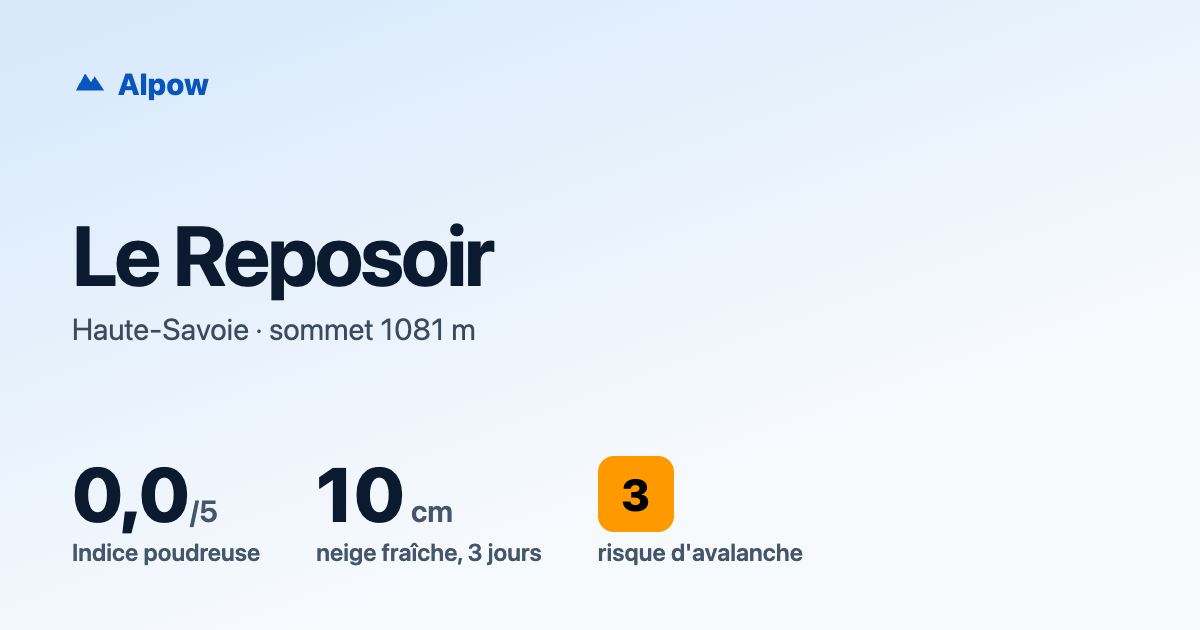 Alpow
Le Reposoir
Haute-Savoie · sommet 1081 m
0,0/5
Indice poudreuse
10 cm
neige fraîche, 3 jours
3
risque d'avalanche